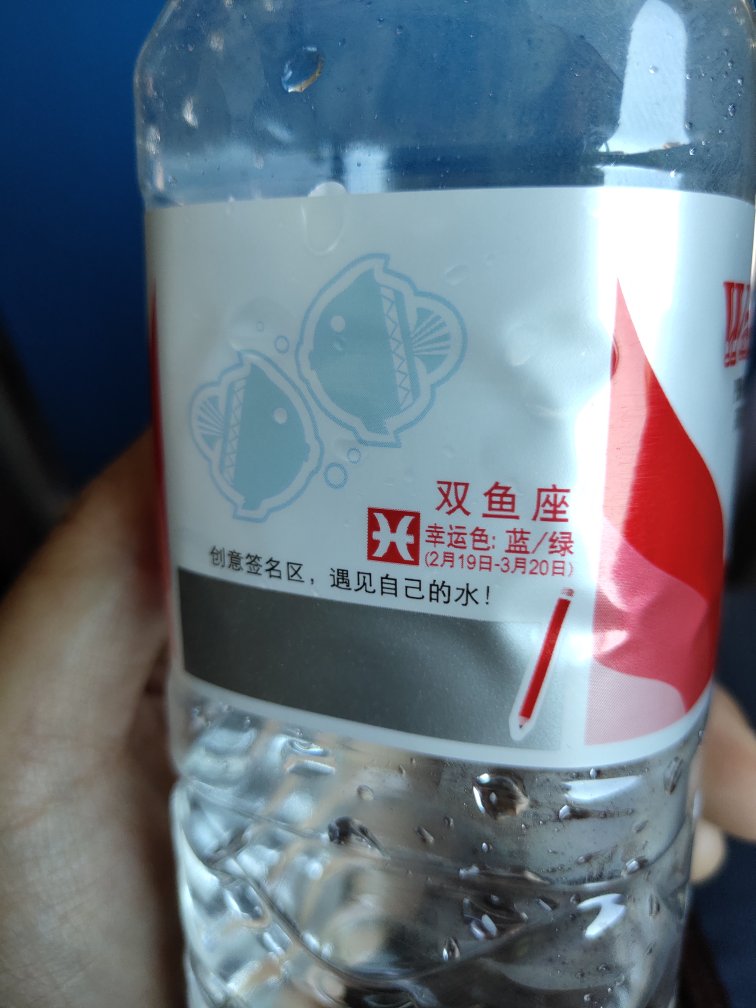 双鱼座
幸运色: 蓝/绿
(2月19日-3月20日)
创意签名区，遇见自己的水!